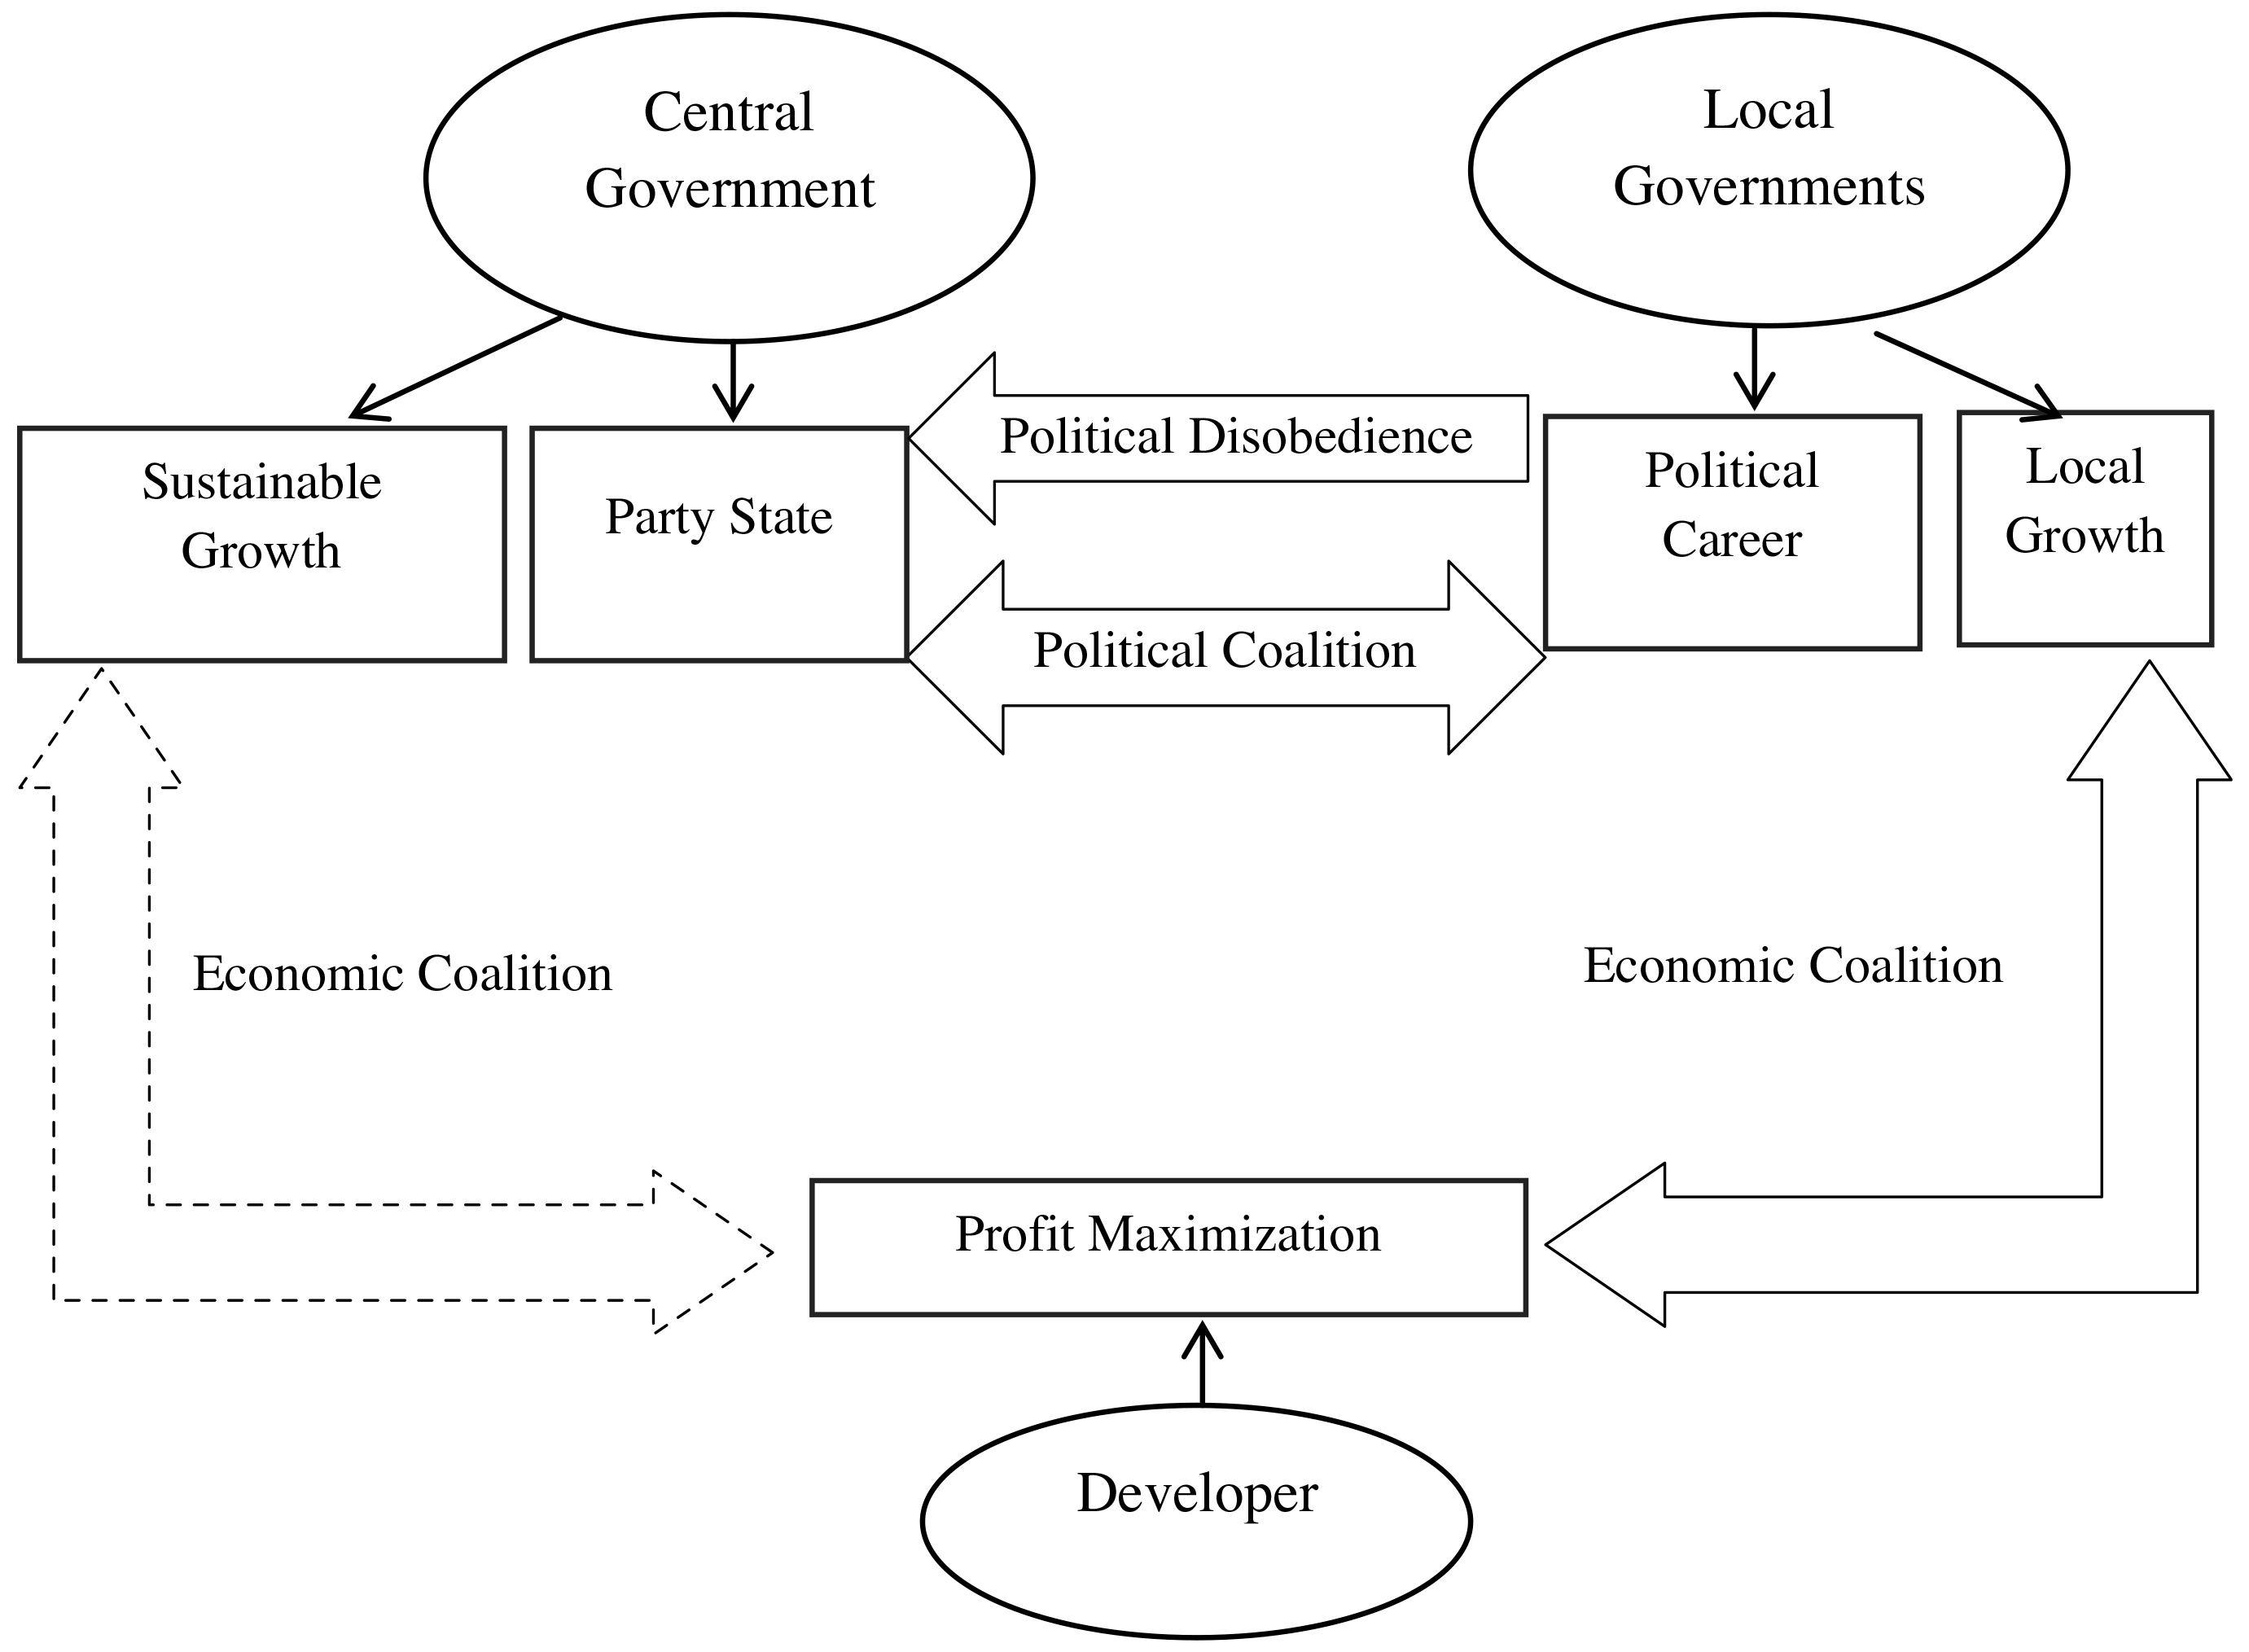 Central
Government
Local
Governments
Sustainable
Growth
Party State
Political Disobedience
Political Coalition
Political
Career
Local
Growth
Economic Coalition
Economic Coalition
Profit Maximization
Developer